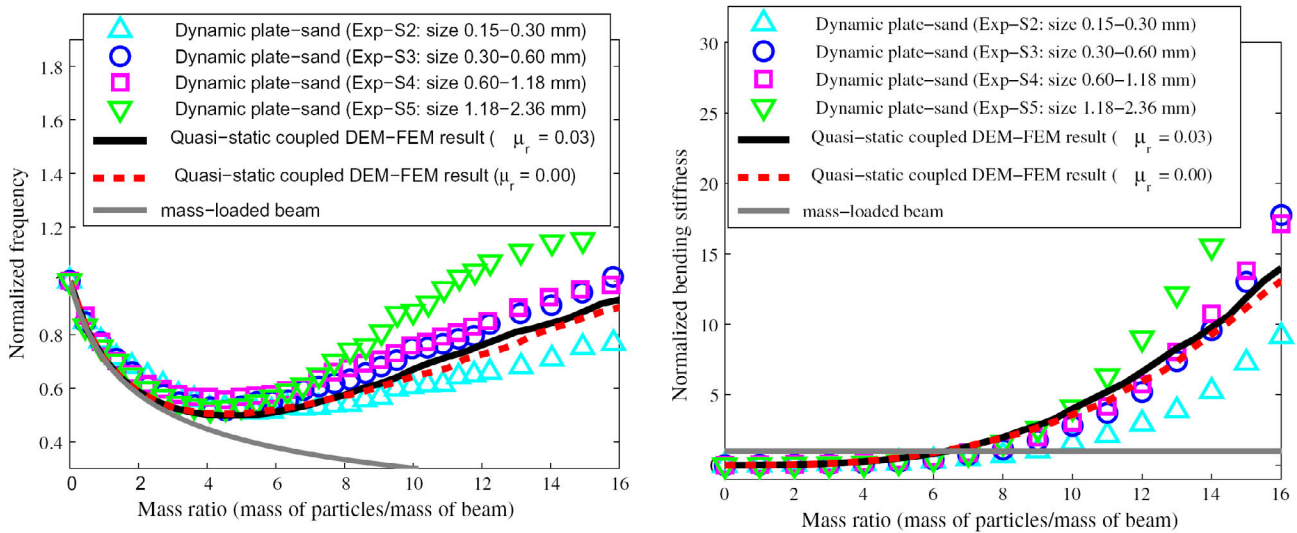 Dynamic plate-sand (Exp-S2: size 0.15-0.30 mm)
Dynamic plate-sand (Exp-S3: size 0.30-0.60 mm)
Dynamic plate-sand (Exp-S4: size 0.60-1.18 mm)
Dynamic plate-sand (Exp-S5: size 1.18-2.36 mm)
Quasi-static coupled DEM-FEM result ( μr = 0.03)
Quasi-static coupled DEM-FEM result (μr = 0.00)
mass-loaded beam
Normalized frequency
1.8
1.6
1.4
1.2
1.0
0.8
0.6
0.4
0 2 4 6 8 10 12 14 16
Mass ratio (mass of particles/mass of beam)
Dynamic plate-sand (Exp-S2: size 0.15-0.30
Dynamic plate-sand (Exp-S3: size 0.30-0.60 mm)
Dynamic plate-sand (Exp-S4: size 0.60-1.18 mm)
Dynamic plate-sand (Exp-S5: size 1.18-2.36 mm)
Quasi-static coupled DEM-FEM result ( μr = 0.03)
Quasi-static coupled DEM-FEM result ( μr = 0.00)
mass-loaded beam
Normalized bending stiffness
30
25
20
15
10
5
0
0 2 4 6 8 10 12 14 16
Mass ratio (mass of particles/mass of beam)